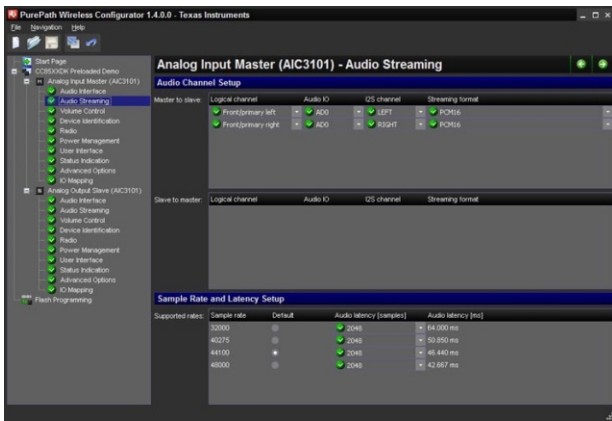 PurePath Wireless Configurator 1.4.0.0 - Texas Instruments
File Navigation Help
Start Page
CC85XXDK Preloaded Demo
Analog Input Master (AIC3101)
Audio Interface
Audio Streaming
Volume Control
Device Identification
Radio
Power Management
User Interface
Status Indication
Advanced Options
IO Mapping
Analog Output Slave (AIC3101)
Audio Interface
Audio Streaming
Volume Control
Device Identification
Radio
Power Management
User Interface
Status Indication
Advanced Options
IO Mapping
Flash Programming
Analog Input Master (AIC3101) - Audio Streaming
Audio Channel Setup
Master to slave: Logical channel Audio IO I2S channel Streaming format
Front/primary left AD0 LEFT PCM16
Front/primary right AD0 RIGHT PCM16
Slave to master: Logical channel Audio IO I2S channel Streaming format
Sample Rate and Latency Setup
Supported rates: Sample rate Default Audio latency [samples] Audio latency [ms]
32000 2048 64.000 ms
40275 2048 50.850 ms
44100 2048 46.440 ms
48000 2048 42.667 ms